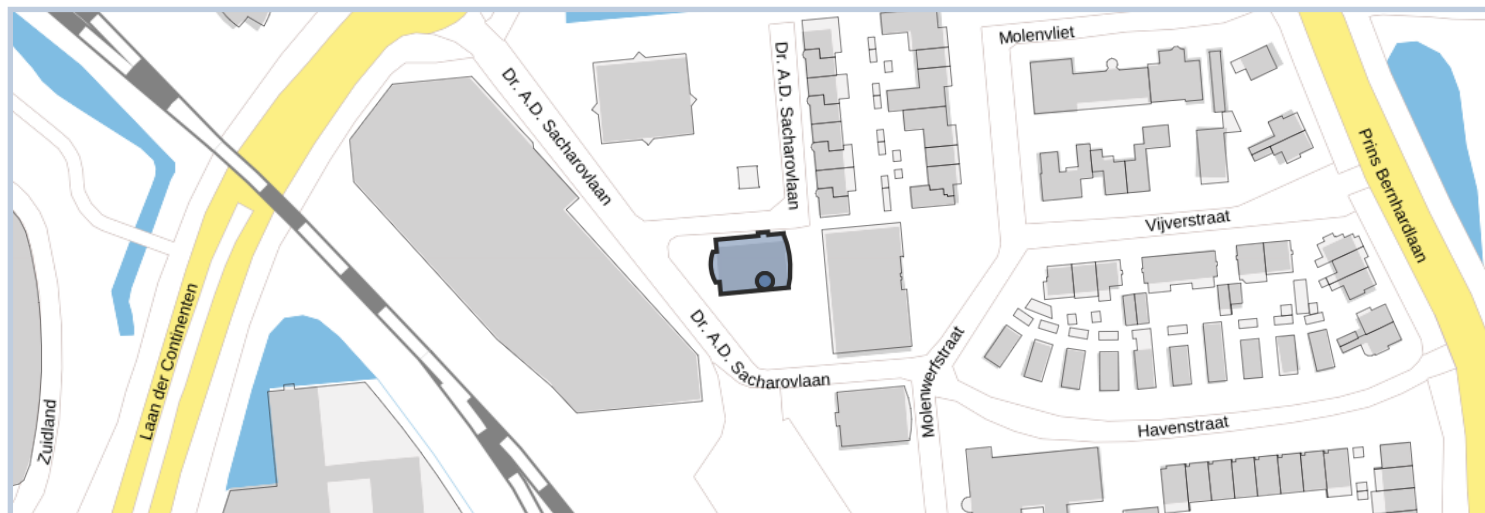 Molenvliet
Dr. A.D. Sacharovlaan
Dr. A.D. Sacharovlaan
Prins Bernhardlaan
Vijverstraat
Laan der Continenten
Dr. A.D. Sacharovlaan
Molenwerfstraat
Zuidland
Havenstraat